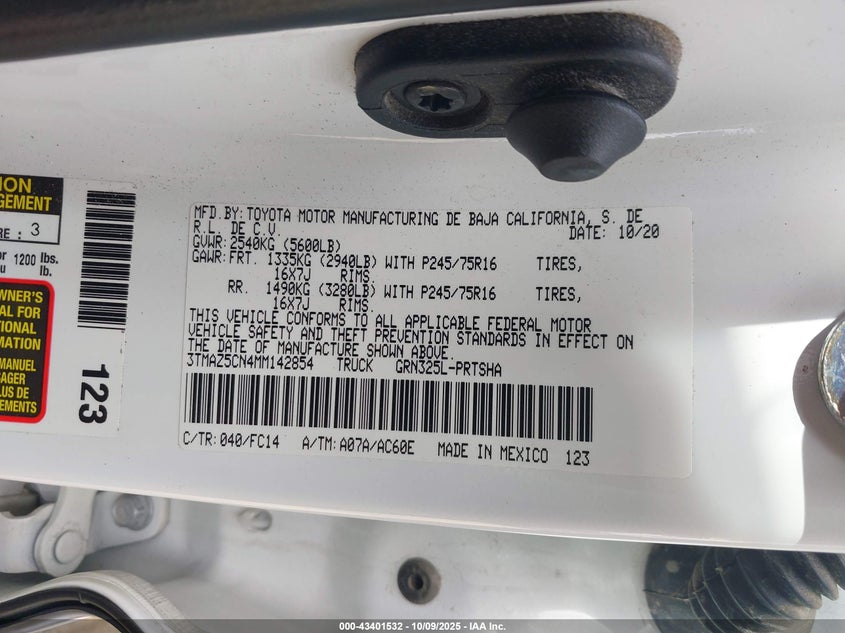 ION
GEMENT
RE : 3
or 1200 lbs.
u lb.
WNER'S
AL FOR
TIONAL
MATION
MANUEL
AGER
PLUS DE
EMENTS
123
MFD.BY:TOYOTA MOTOR MANUFACTURING DE BAJA CALIFORNIA, S. DE
R.L. DE C.V. DATE: 10/20
GVWR:2540KG (5600LB)
GAWR:FRT. 1335KG (2940LB) WITH P245/75R16 TIRES,
16X7J RIMS.
RR. 1490KG (3280LB) WITH P245/75R16 TIRES,
16X7J RIMS.
THIS VEHICLE CONFORMS TO ALL APPLICABLE FEDERAL MOTOR
VEHICLE SAFETY AND THEFT PREVENTION STANDARDS IN EFFECT ON
THE DATE OF MANUFACTURE SHOWN ABOVE.
3TMAZ5CN4MM142854 TRUCK GRN325L-PRTSHA
C/TR:040/FC14 A/TM:A07A/AC60E MADE IN MEXICO 123
000-43401532 - 10/09/2025 - IAA Inc.